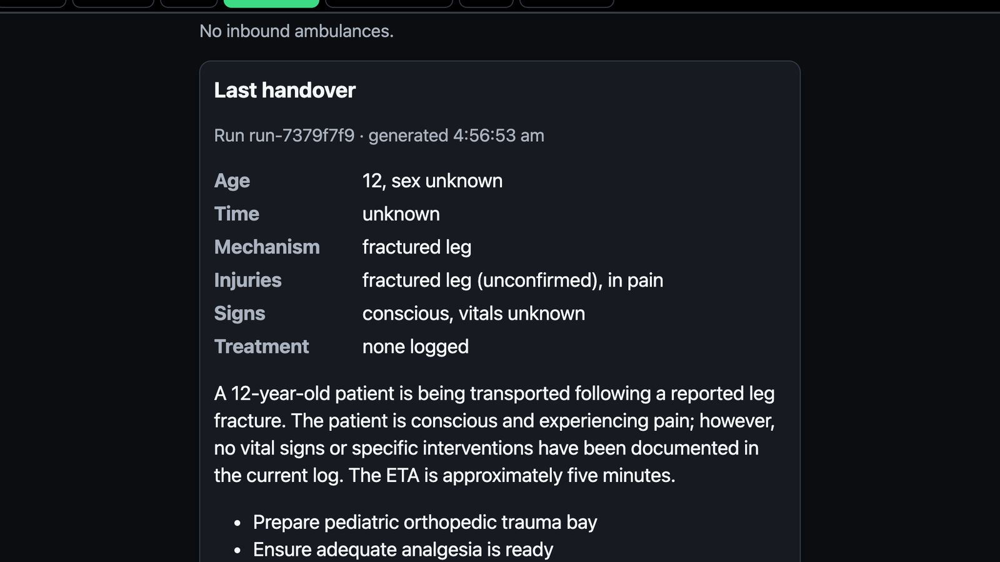 No inbound ambulances.
Last handover
Run run-7379f7f9 · generated 4:56:53 am
Age 12, sex unknown
Time unknown
Mechanism fractured leg
Injuries fractured leg (unconfirmed), in pain
Signs conscious, vitals unknown
Treatment none logged
A 12-year-old patient is being transported following a reported leg
fracture. The patient is conscious and experiencing pain; however,
no vital signs or specific interventions have been documented in
the current log. The ETA is approximately five minutes.
• Prepare pediatric orthopedic trauma bay
• Ensure adequate analgesia is ready